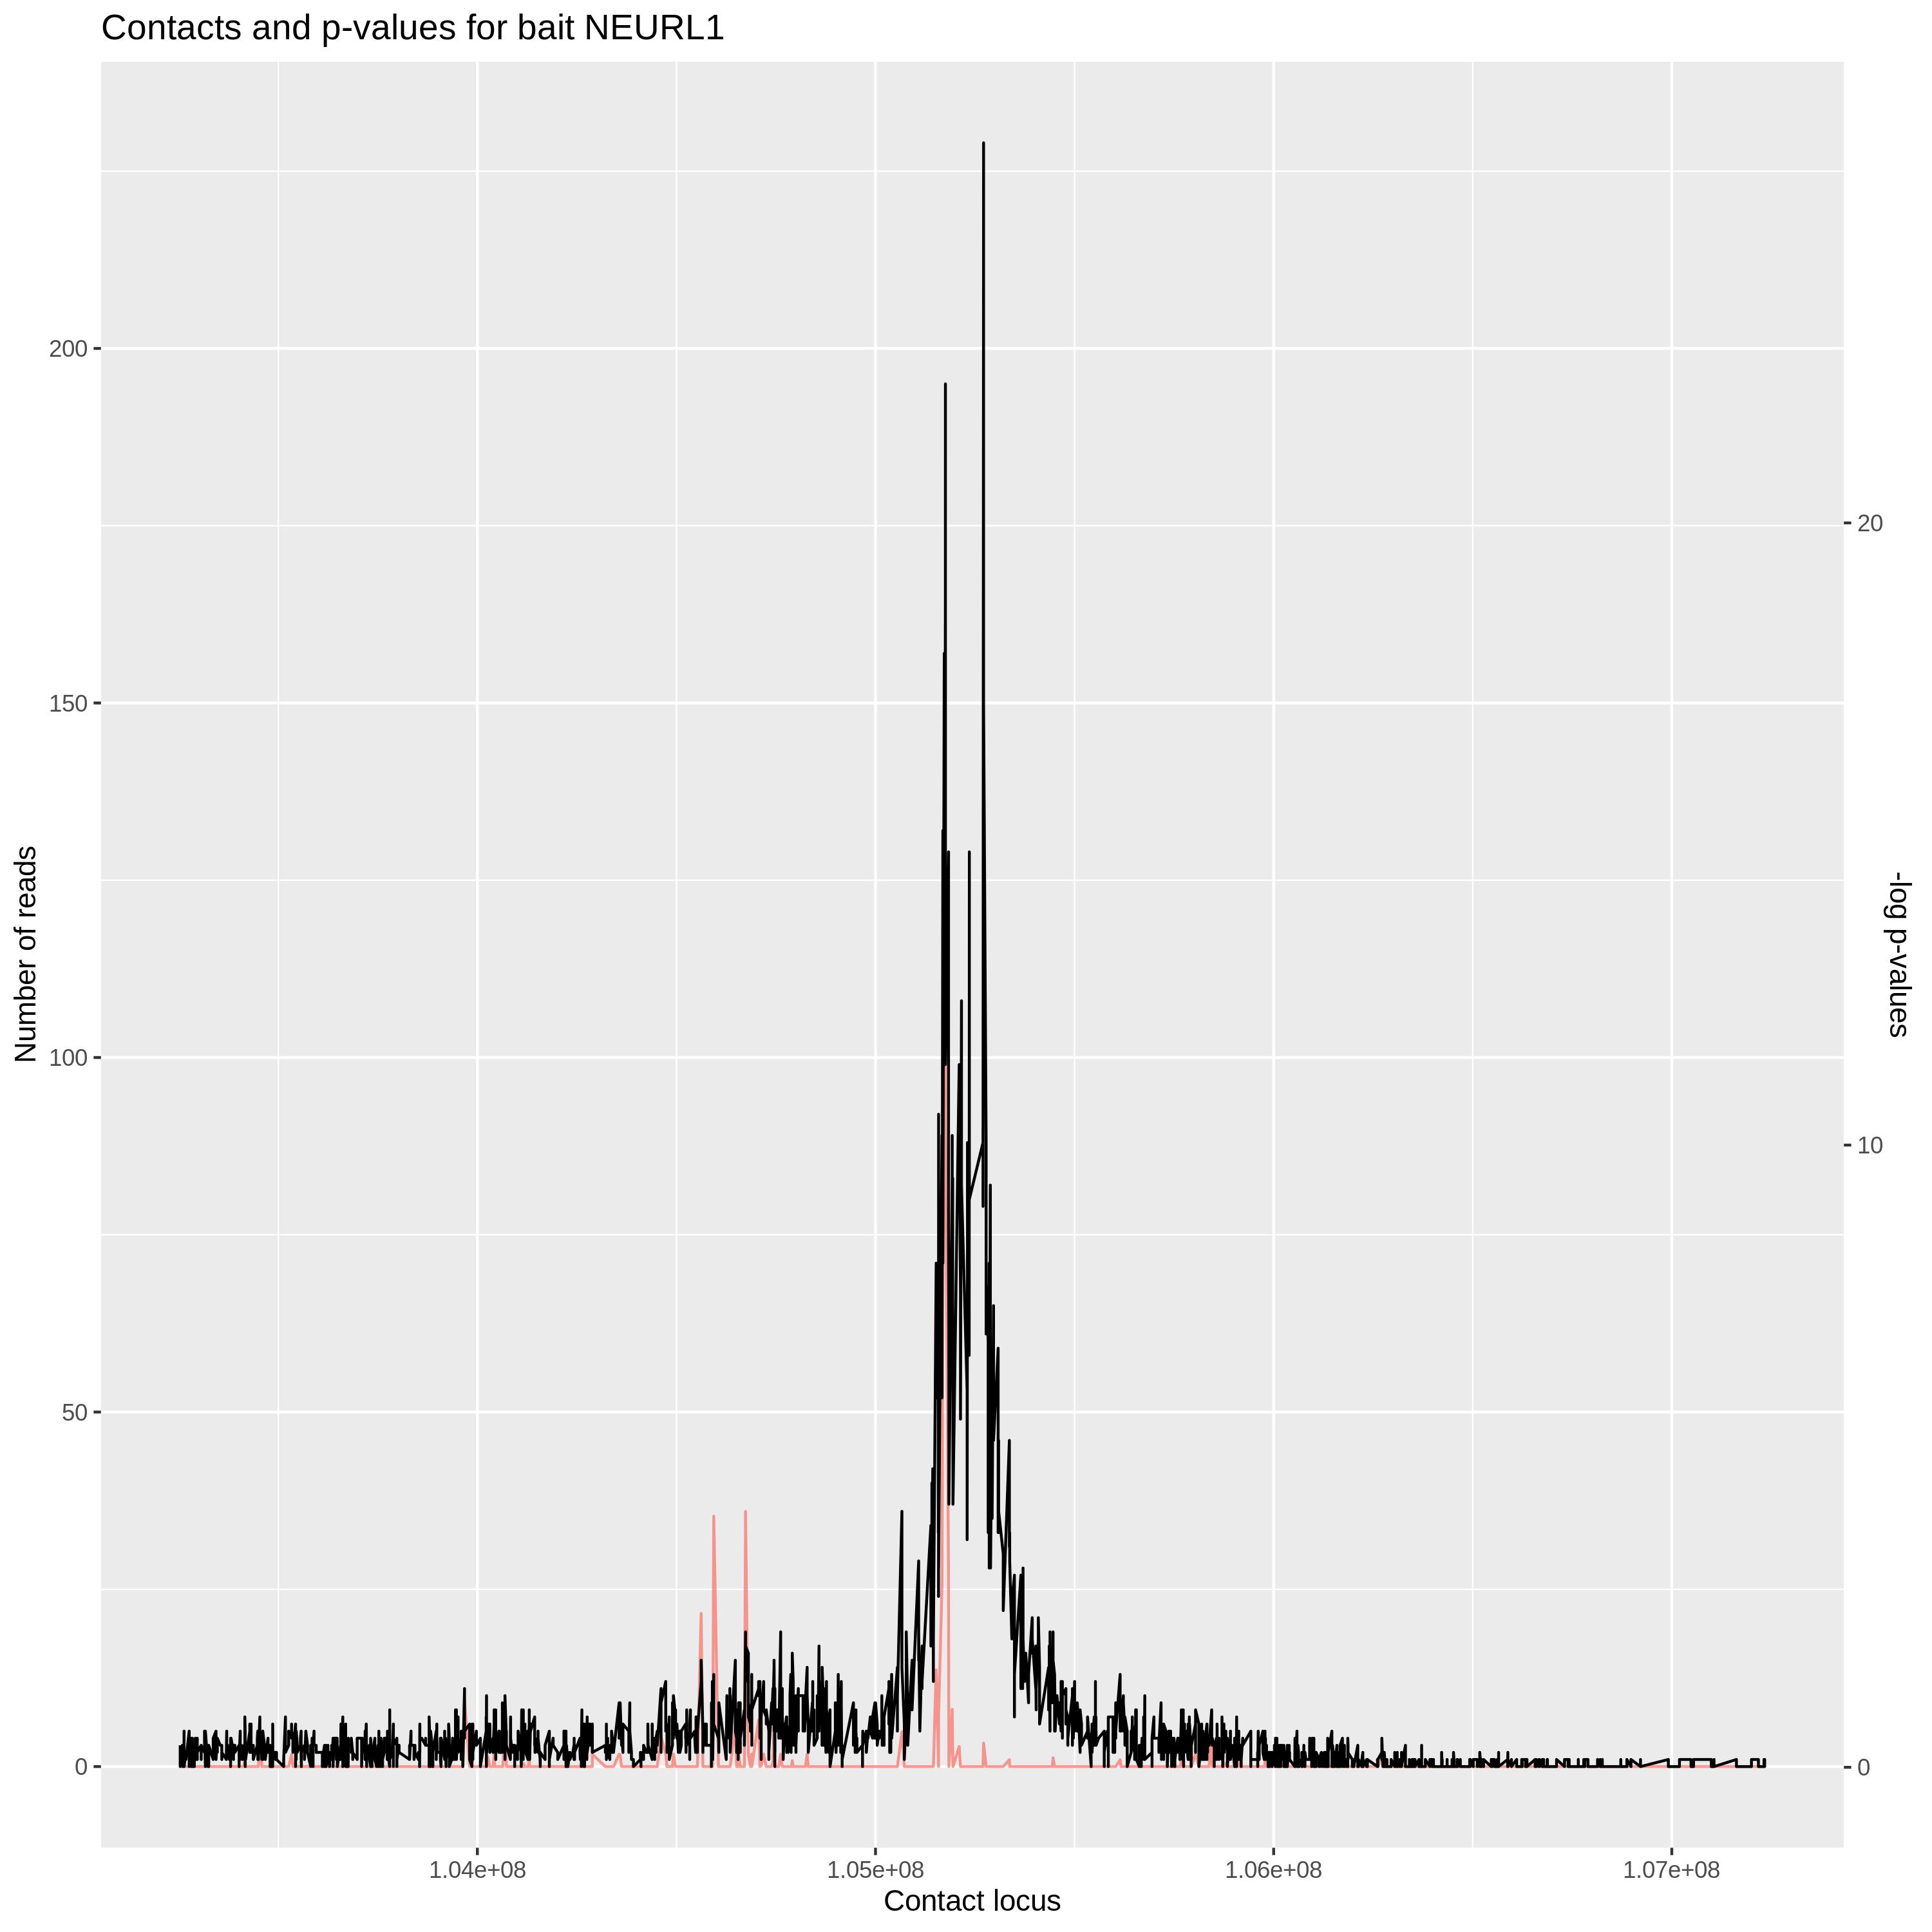 Contacts and p-values for bait NEURL1
Number of reads
200
150
100
50
0
20
10
0
-log p-values
1.04e+08
1.05e+08
1.06e+08
1.07e+08
Contact locus